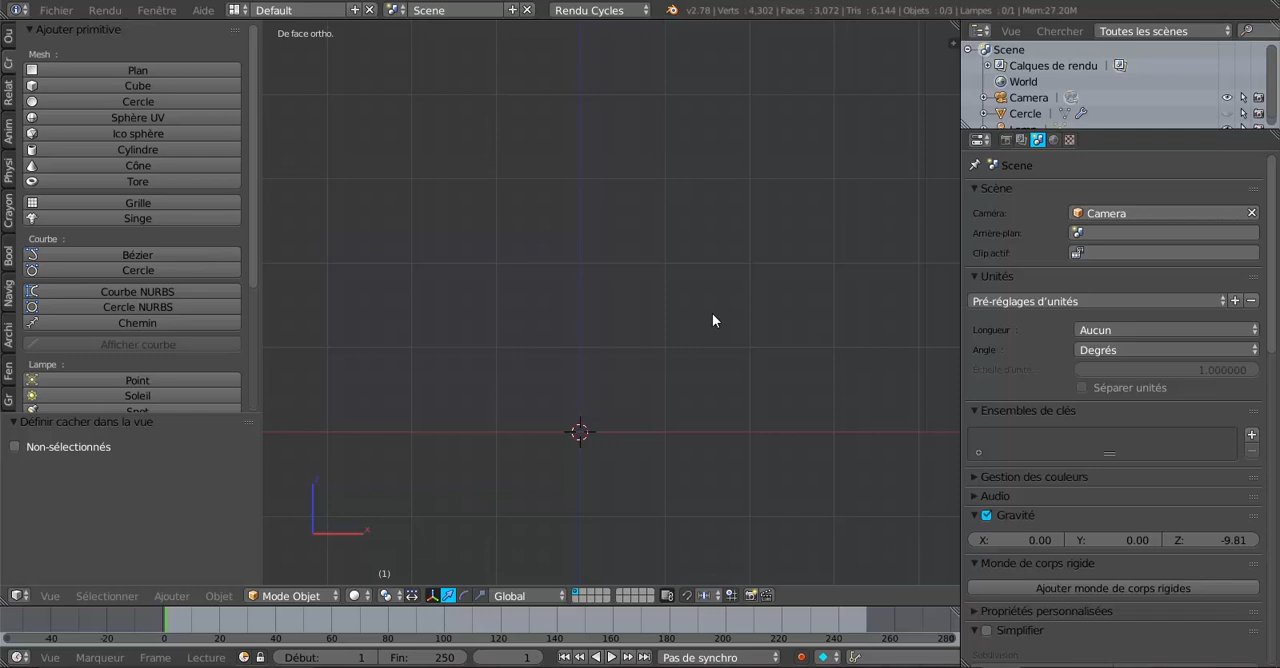 Fichier Rendu Fenêtre Aide Default Scene Rendu Cycles v2.78 | Verts : 4,302 | Faces : 3,072 | Tris : 6,144 | Objets : 0/3 | Lampes : 0/1 | Mem:27.20M
Ou
Cr
Relat
Anim
Physi
Crayon
Bool
Navig
Archi
Fen
Gr
Ajouter primitive
Mesh :
Plan
Cube
Cercle
Sphère UV
Ico sphère
Cylindre
Cône
Tore
Grille
Singe
Courbe :
Bézier
Cercle
Courbe NURBS
Cercle NURBS
Chemin
Afficher courbe
Lampe :
Point
Soleil
Spot
Définir cacher dans la vue
Non-sélectionnés
De face ortho.
z
x
(1)
Vue Sélectionner Ajouter Objet Mode Objet Global
-40 -20 0 20 40 60 80 100 120 140 160 180 200 220 240 260 280
Vue Marqueur Frame Lecture Début: 1 Fin: 250 1 Pas de synchro
Vue Chercher Toutes les scènes
Scene
Calques de rendu |
World
Camera |
Cercle |
Scene
Scène
Caméra: Camera
Arrière-plan:
Clip actif:
Unités
Pré-réglages d'unités
Longueur : Aucun
Angle : Degrés
Échelle d'unité: 1.000000
Séparer unités
Ensembles de clés
Gestion des couleurs
Audio
Gravité
X: 0.00 Y: 0.00 Z: -9.81
Monde de corps rigide
Ajouter monde de corps rigides
Propriétés personnalisées
Simplifier
Subdivision: